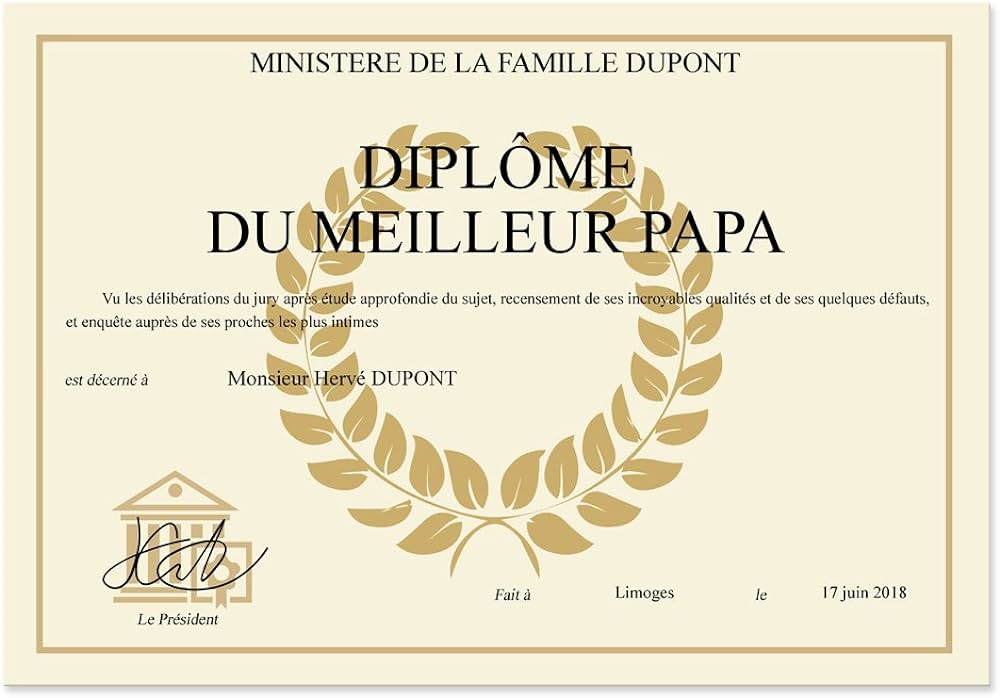 MINISTERE DE LA FAMILLE DUPONT
DIPLÔME
DU MEILLEUR PAPA
Vu les délibérations du jury après étude approfondie du sujet, recensement de ses incroyables qualités et de ses quelques défauts,
et enquête auprès de ses proches les plus intimes
est décerné à Monsieur Hervé DUPONT
Fait à Limoges le 17 juin 2018
Le Président